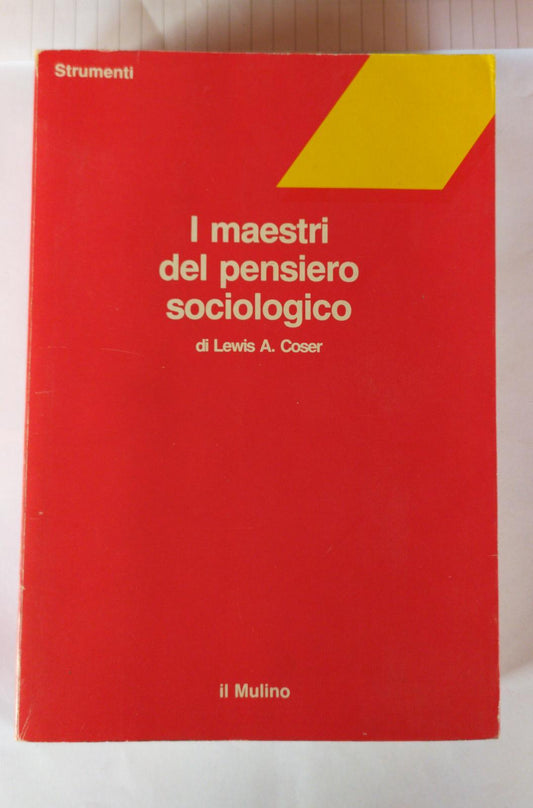 Strumenti
I maestri
del pensiero
sociologico
di Lewis A. Coser
il Mulino